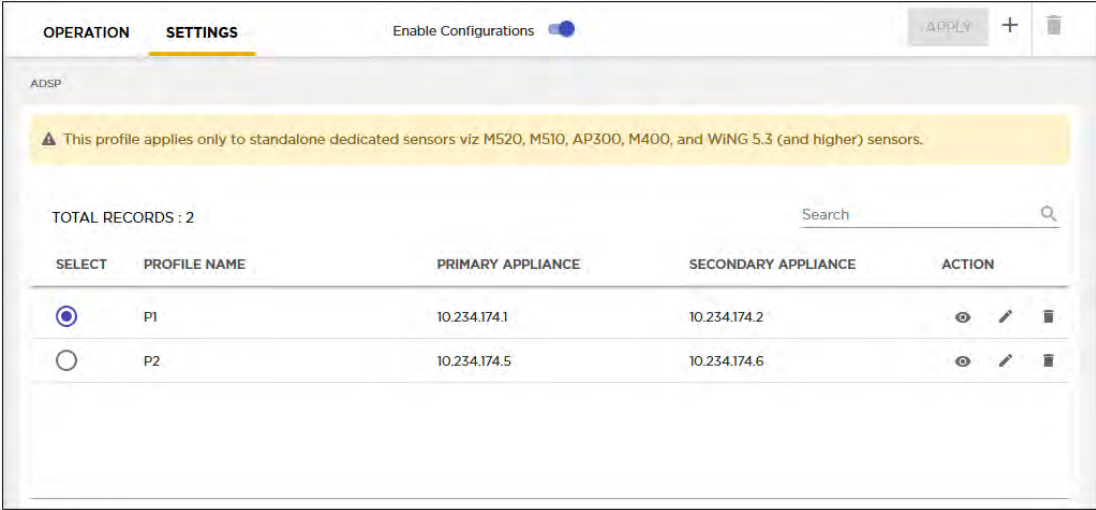 OPERATION SETTINGS Enable Configurations APPLY
ADSP
This profile applies only to standalone dedicated sensors viz M520, M510, AP300, M400, and WiNG 5.3 (and higher) sensors.
TOTAL RECORDS : 2 Search
SELECT PROFILE NAME PRIMARY APPLIANCE SECONDARY APPLIANCE ACTION
P1 10.234.174.1 10.234.174.2
P2 10.234.174.5 10.234.174.6